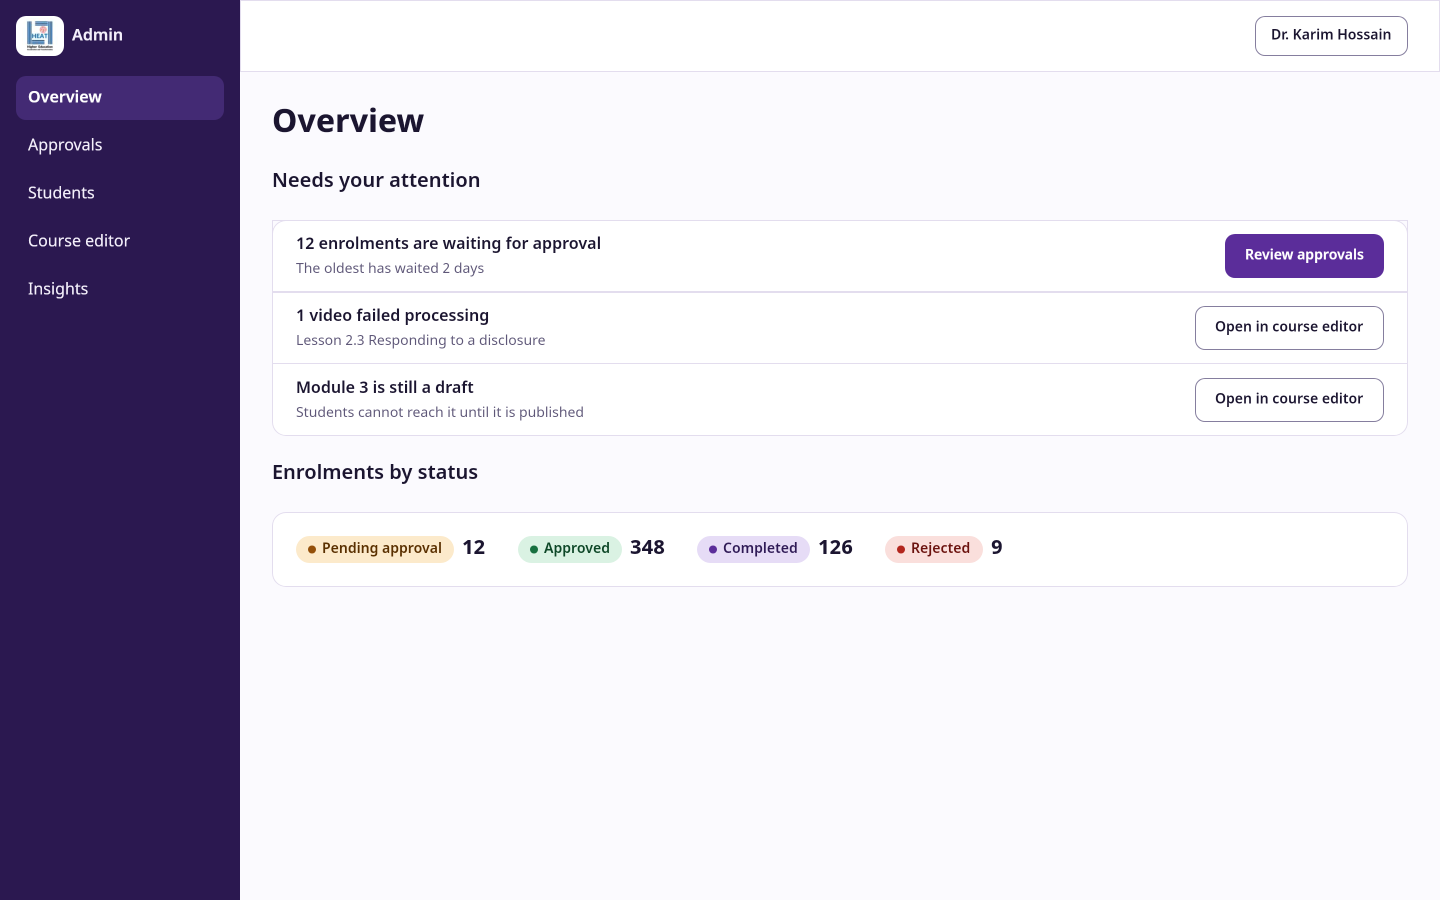 HEAT
Admin
Dr. Karim Hossain
Overview
Approvals
Students
Course editor
Insights
Overview
Needs your attention
12 enrolments are waiting for approval
The oldest has waited 2 days
Review approvals
1 video failed processing
Lesson 2.3 Responding to a disclosure
Open in course editor
Module 3 is still a draft
Students cannot reach it until it is published
Open in course editor
Enrolments by status
Pending approval 12 Approved 348 Completed 126 Rejected 9